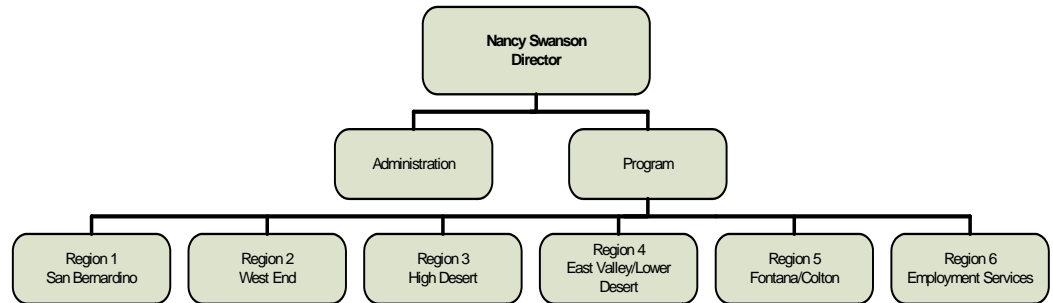 Nancy Swanson
Director
Administration
Program
Region 1
San Bernardino
Region 2
West End
Region 3
High Desert
Region 4
East Valley/Lower
Desert
Region 5
Fontana/Colton
Region 6
Employment Services